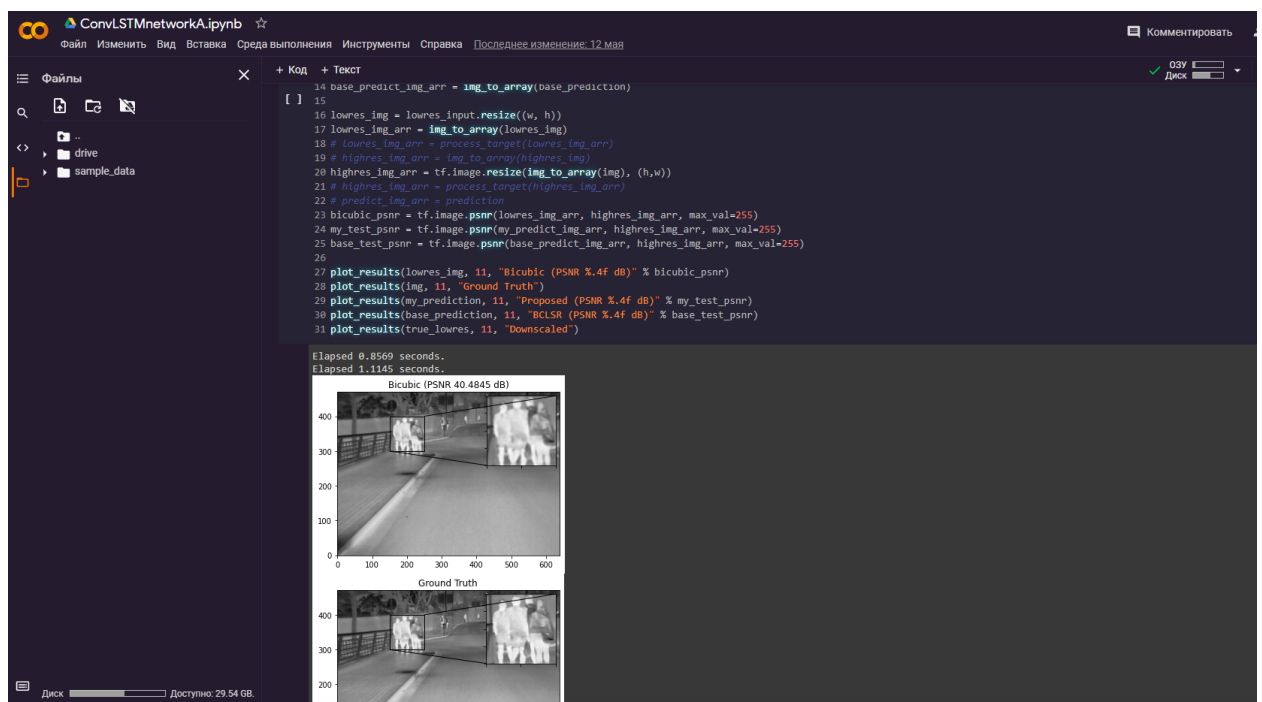 ConvLSTMnetworkA.ipynb
Файл Изменить Вид Вставка Среда выполнения Инструменты Справка Последнее изменение: 12 мая
Комментировать
Файлы
+ Код + Текст
ОЗУ
Диск
..
drive
sample_data
[ ]
14 base_predict_img_arr = img_to_array(base_prediction)
15
16 lowres_img = lowres_input.resize((w, h))
17 lowres_img_arr = img_to_array(lowres_img)
18 # lowres_img_arr = process_target(lowres_img_arr)
19 # highres_img_arr = img_to_array(highres_img)
20 highres_img_arr = tf.image.resize(img_to_array(img), (h,w))
21 # highres_img_arr = process_target(highres_img_arr)
22 # predict_img_arr = prediction
23 bicubic_psnr = tf.image.psnr(lowres_img_arr, highres_img_arr, max_val=255)
24 my_test_psnr = tf.image.psnr(my_predict_img_arr, highres_img_arr, max_val=255)
25 base_test_psnr = tf.image.psnr(base_predict_img_arr, highres_img_arr, max_val=255)
26
27 plot_results(lowres_img, 11, "Bicubic (PSNR %.4f dB)" % bicubic_psnr)
28 plot_results(img, 11, "Ground Truth")
29 plot_results(my_prediction, 11, "Proposed (PSNR %.4f dB)" % my_test_psnr)
30 plot_results(base_prediction, 11, "BCLSR (PSNR %.4f dB)" % base_test_psnr)
31 plot_results(true_lowres, 11, "Downscaled")
Elapsed 0.8569 seconds.
Elapsed 1.1145 seconds.
Bicubic (PSNR 40.4845 dB)
400
300
200
100
0
0 100 200 300 400 500 600
Ground Truth
400
300
200
Диск Доступно: 29.54 GB.